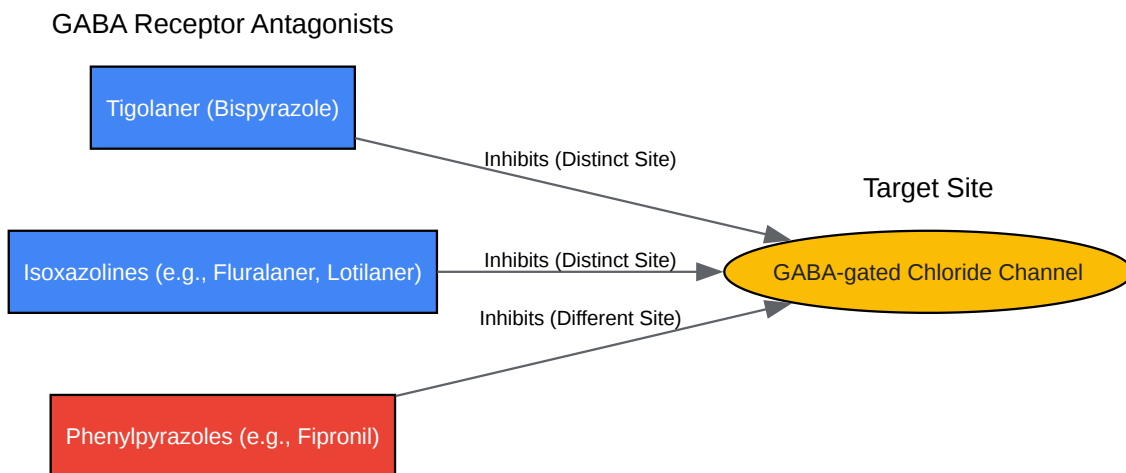 GABA Receptor Antagonists
Tigolaner (Bispyrazole)
Inhibits (Distinct Site)
Target Site
Isoxazolines (e.g., Fluralaner, Lotilaner)
Inhibits (Distinct Site)
GABA-gated Chloride Channel
Inhibits (Different Site)
Phenylpyrazoles (e.g., Fipronil)